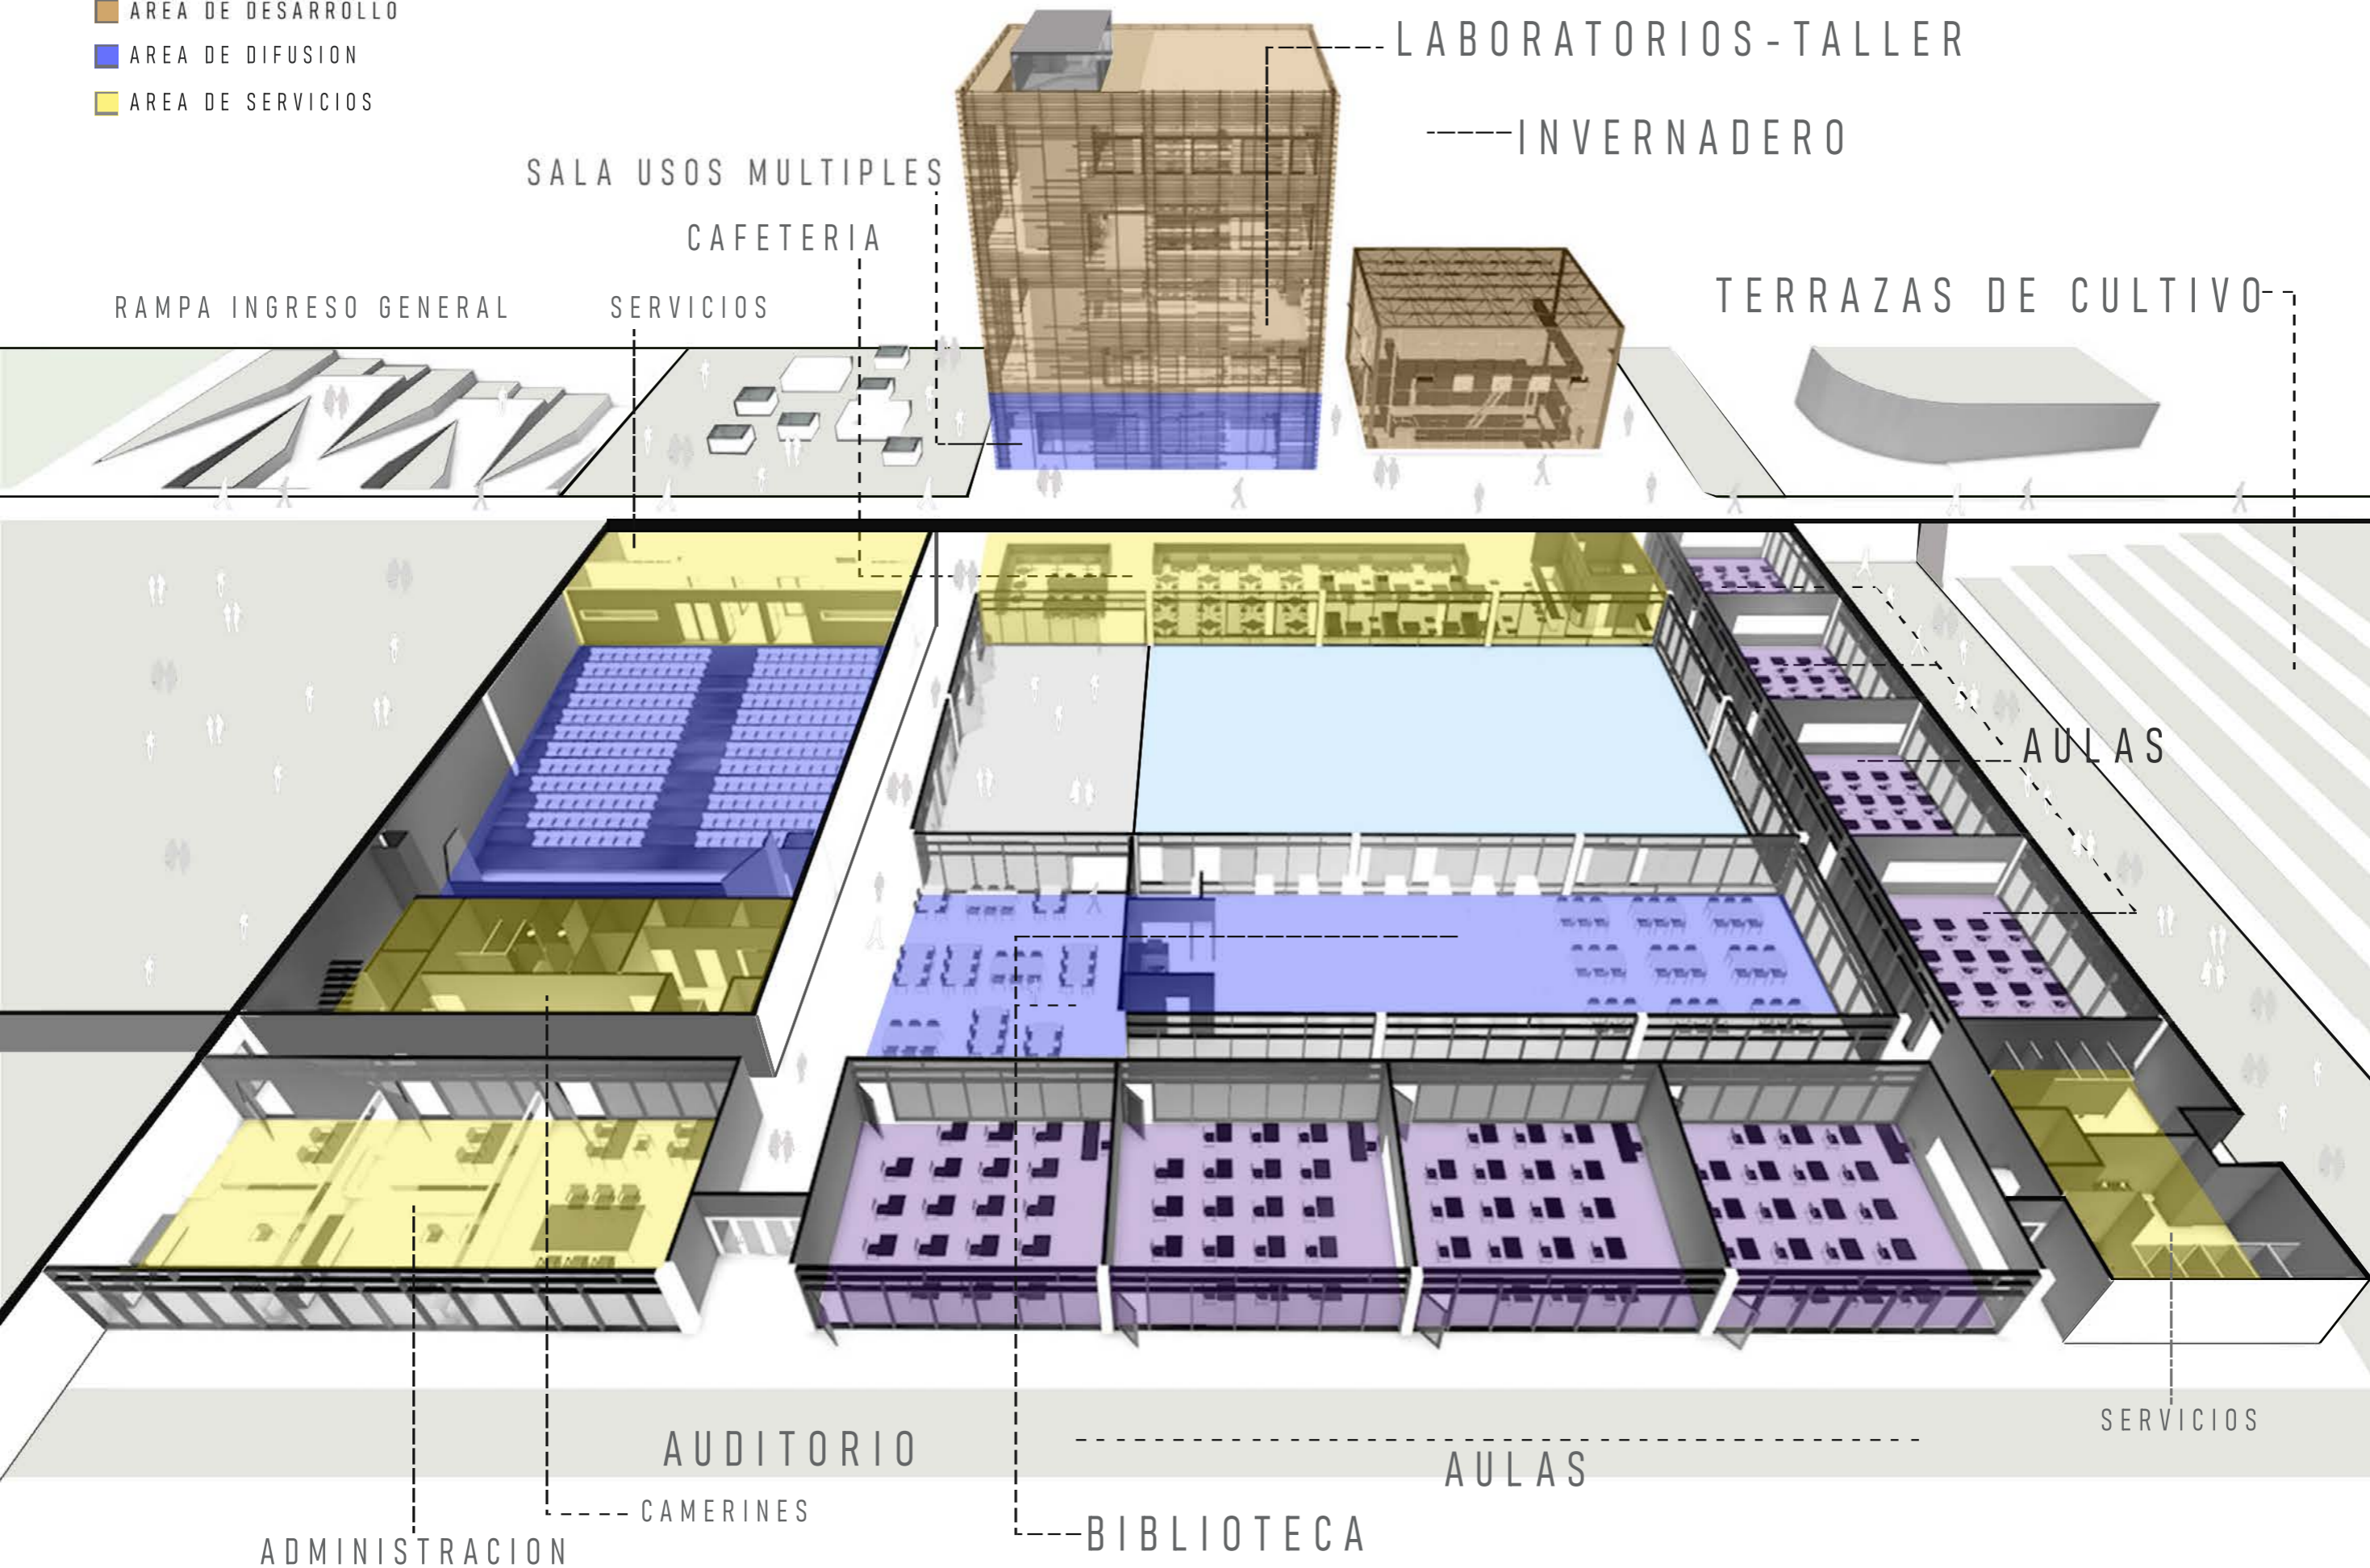 AREA DE DESARROLLO
AREA DE DIFUSION
AREA DE SERVICIOS
LABORATORIOS-TALLER
INVERNADERO
SALA USOS MULTIPLES
CAFETERIA
RAMPA INGRESO GENERAL
SERVICIOS
TERRAZAS DE CULTIVO
AULAS
SERVICIOS
AUDITORIO
AULAS
CAMERINES
BIBLIOTECA
ADMINISTRACION